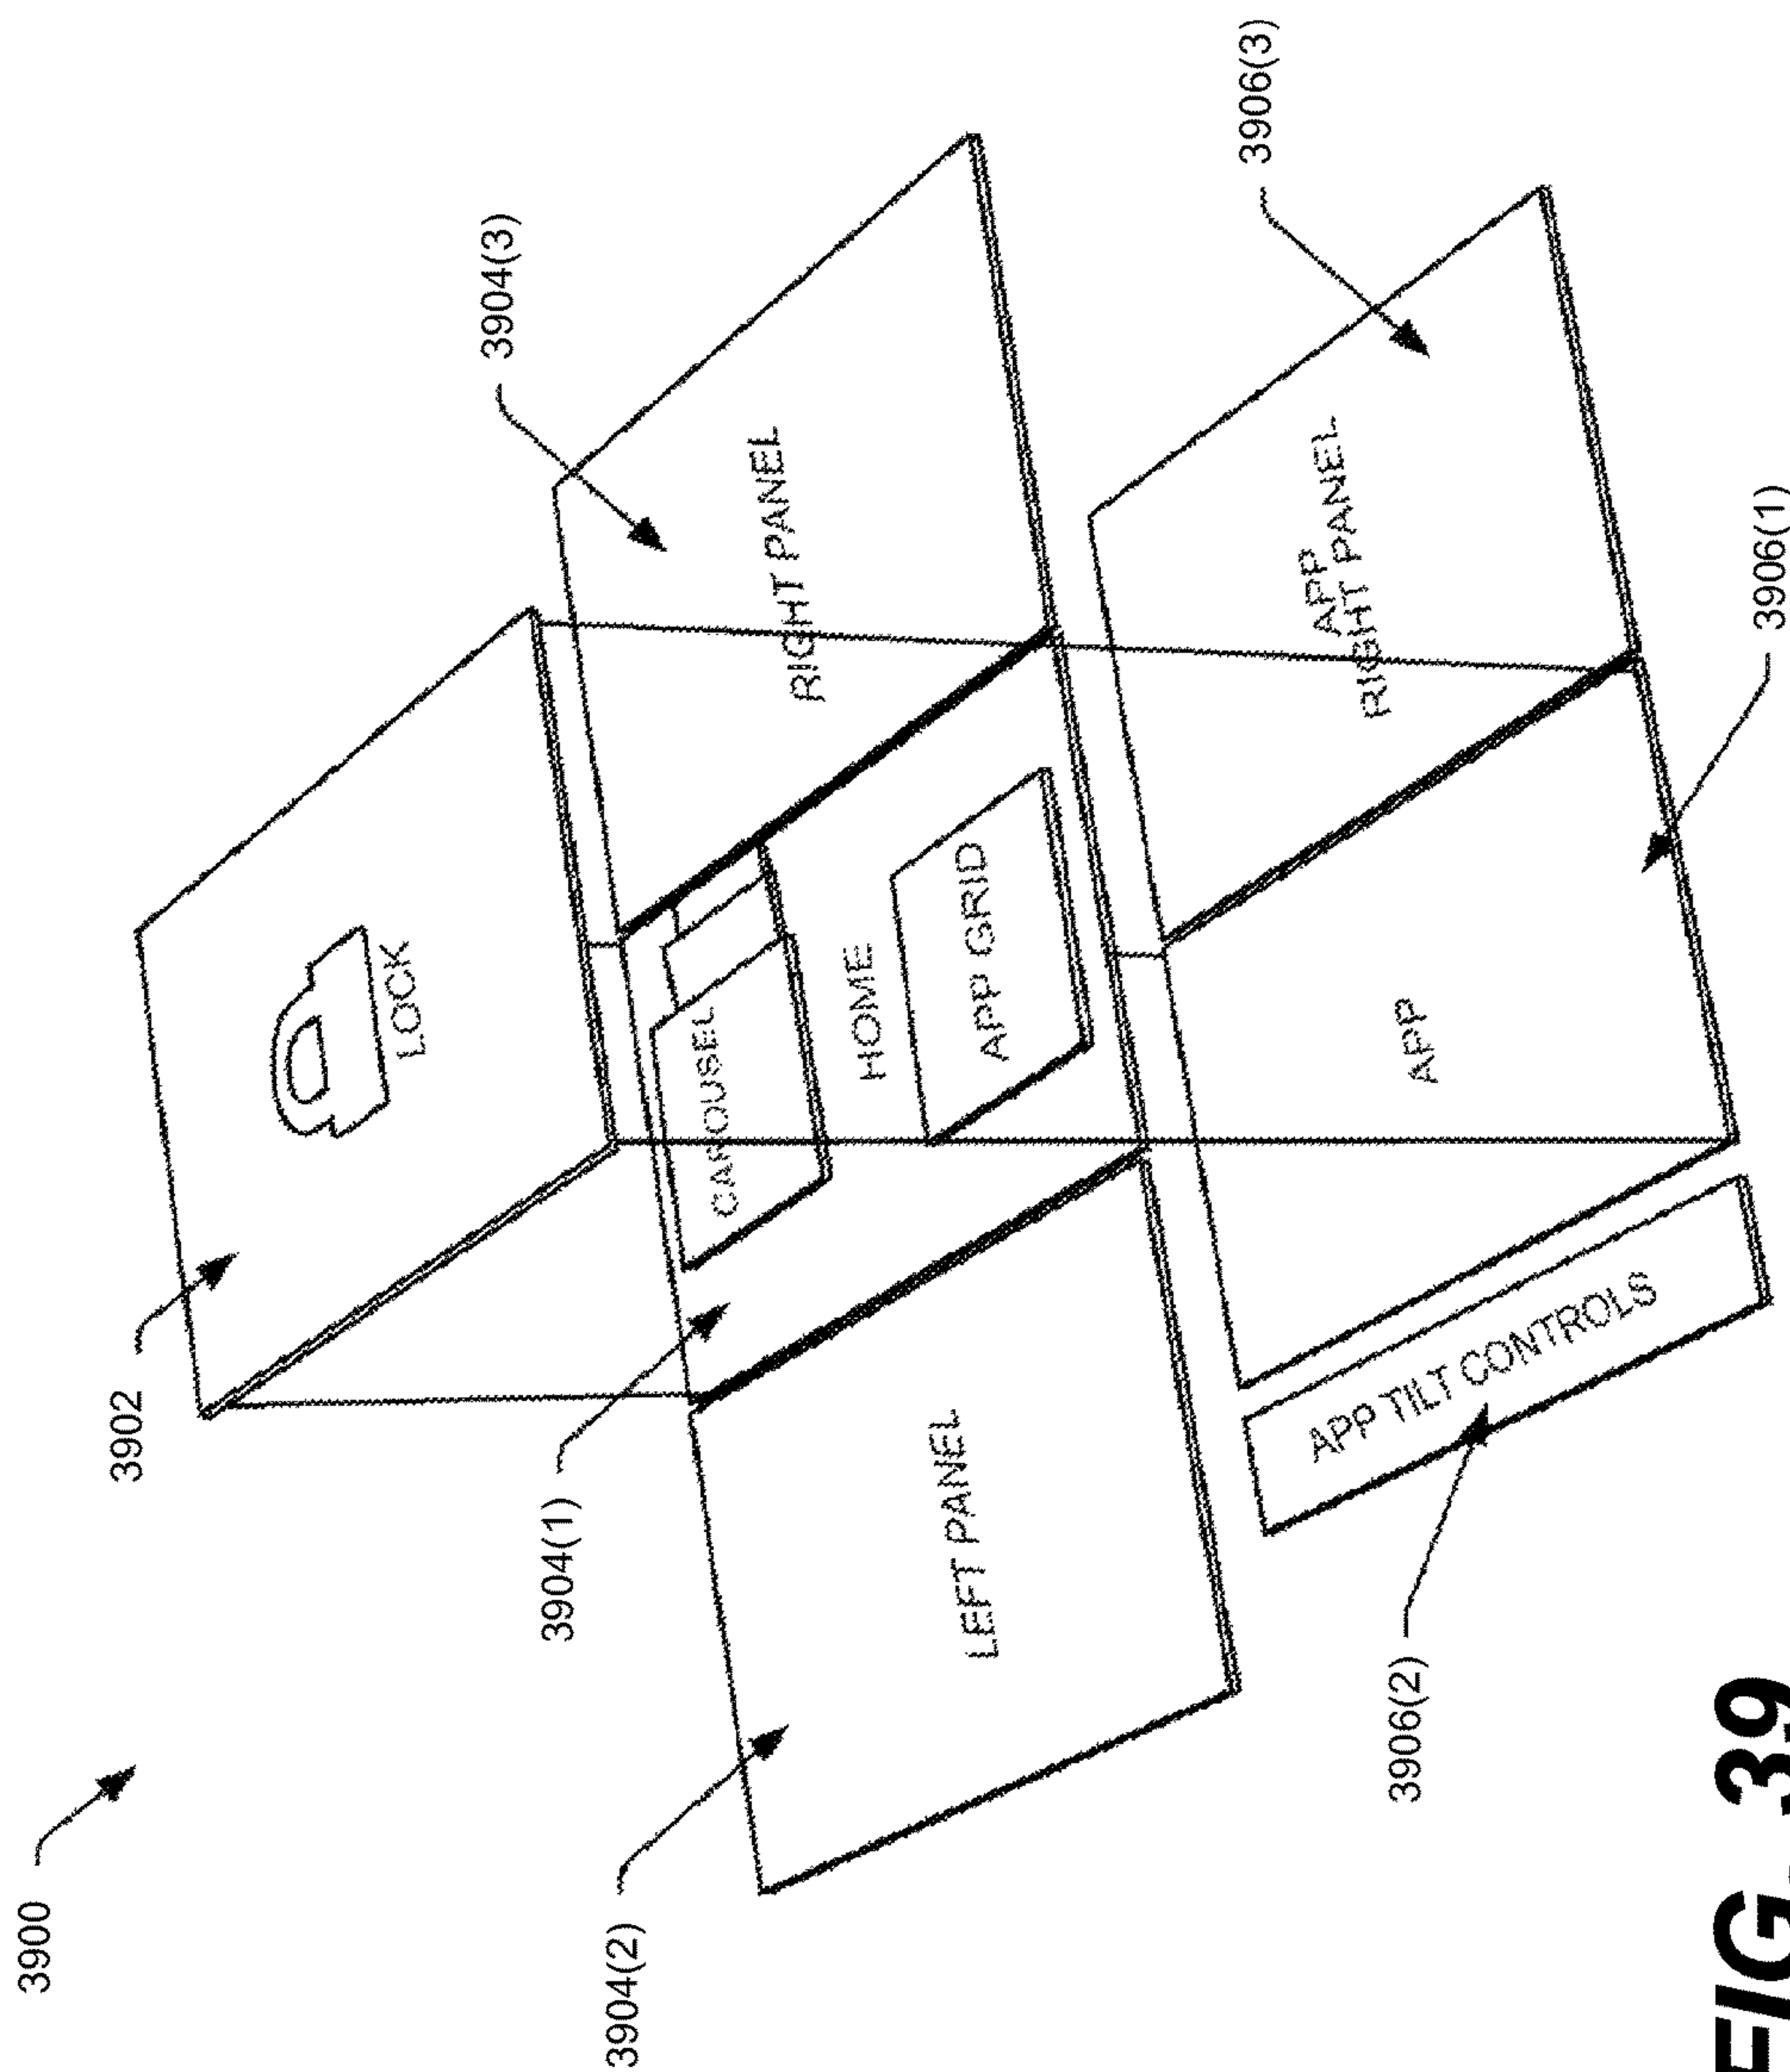 3900
3902
LOCK
3904(1)
3904(2)
3904(3)
CAROUSEL
HOME
APP GRID
LEFT PANEL
RIGHT PANEL
APP
APP
RIGHT PANEL
APP TILT CONTROLS
3906(1)
3906(2)
3906(3)
FIG. 39